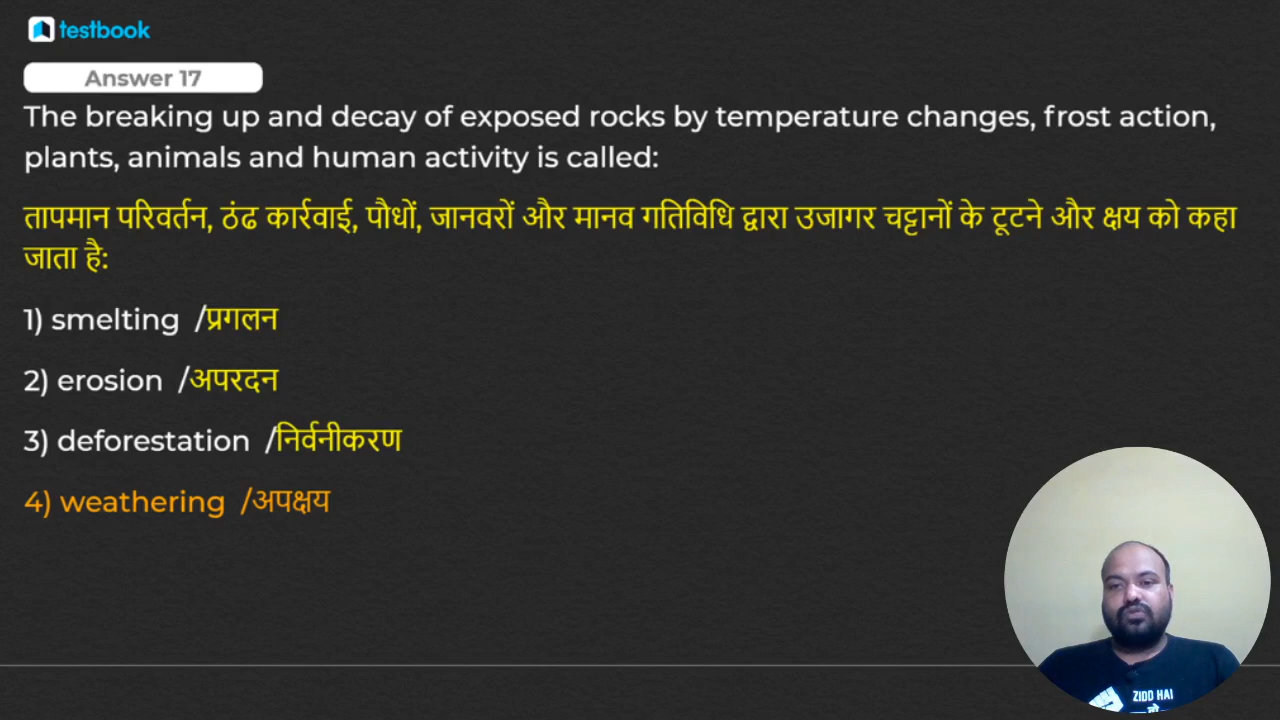 testbook
Answer 17
The breaking up and decay of exposed rocks by temperature changes, frost action,
plants, animals and human activity is called:
तापमान परिवर्तन, ठंढ कार्रवाई, पौधों, जानवरों और मानव गतिविधि द्वारा उजागर चट्टानों के टूटने और क्षय को कहा
जाता है:
1) smelting /प्रगलन
2) erosion /अपरदन
3) deforestation /निर्वनीकरण
4) weathering /अपक्षय
ZIDD HAI